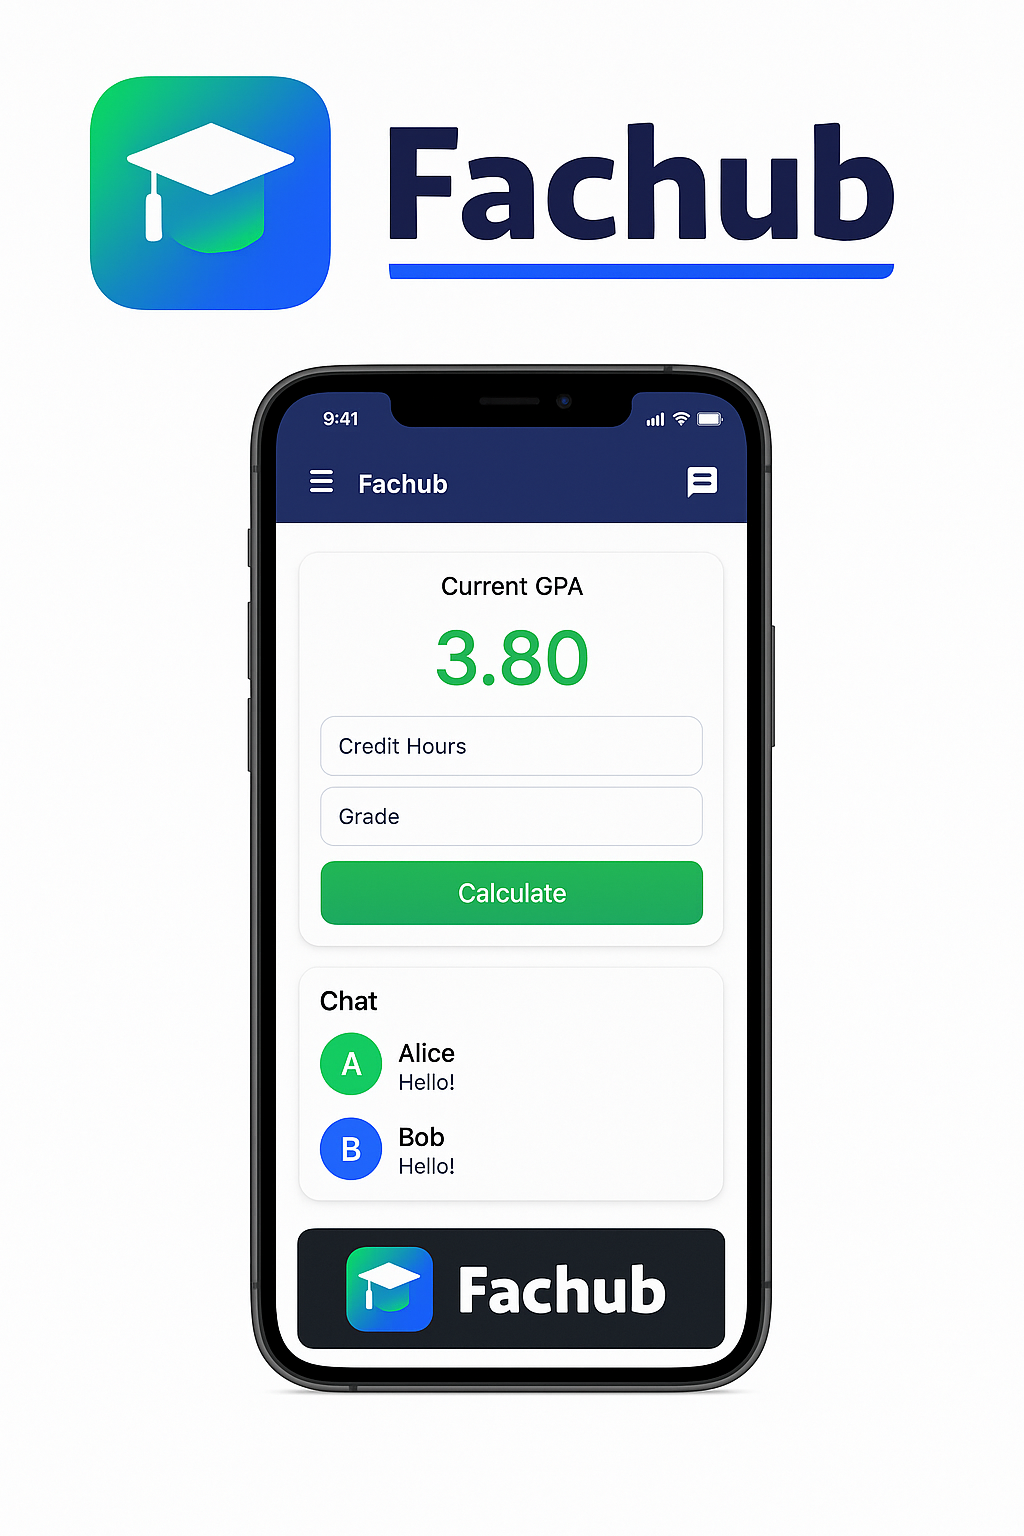 Fachub
9:41
Fachub
Current GPA
3.80
Credit Hours
Grade
Calculate
Chat
A
Alice
Hello!
B
Bob
Hello!
Fachub